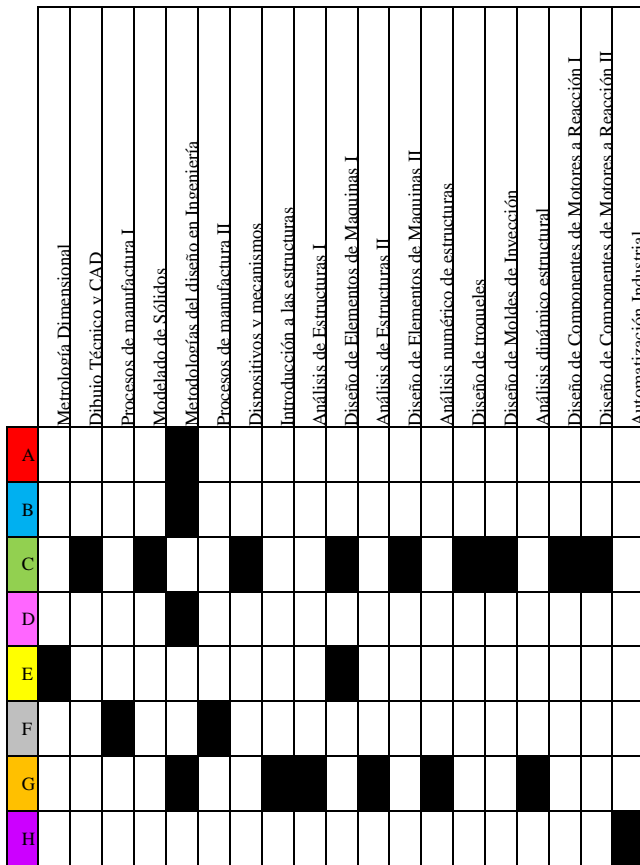 Metrología Dimensional
Dibujo Técnico y CAD
Procesos de manufactura I
Modelado de Sólidos
Metodologías del diseño en Ingeniería
Procesos de manufactura II
Dispositivos y mecanismos
Introducción a las estructuras
Análisis de Estructuras I
Diseño de Elementos de Maquinas I
Análisis de Estructuras II
Diseño de Elementos de Maquinas II
Análisis numérico de estructuras
Diseño de troqueles
Diseño de Moldes de Inyección
Análisis dinámico estructural
Diseño de Componentes de Motores a Reacción I
Diseño de Componentes de Motores a Reacción II
Automatización Industrial
A
B
C
D
E
F
G
H